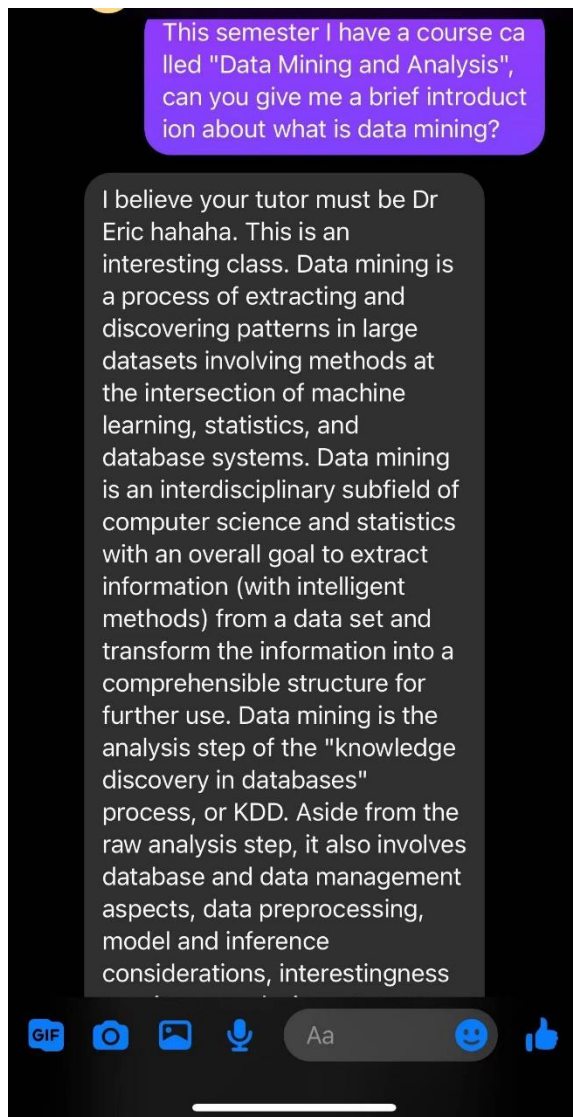 This semester I have a course ca
lled "Data Mining and Analysis",
can you give me a brief introduct
ion about what is data mining?
I believe your tutor must be Dr
Eric hahaha. This is an
interesting class. Data mining is
a process of extracting and
discovering patterns in large
datasets involving methods at
the intersection of machine
learning, statistics, and
database systems. Data mining
is an interdisciplinary subfield of
computer science and statistics
with an overall goal to extract
information (with intelligent
methods) from a data set and
transform the information into a
comprehensible structure for
further use. Data mining is the
analysis step of the "knowledge
discovery in databases"
process, or KDD. Aside from the
raw analysis step, it also involves
database and data management
aspects, data preprocessing,
model and inference
considerations, interestingness
GIF
Aa